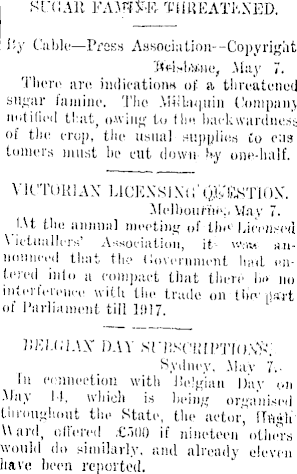 SUGAR FAMINE THREATENED.
By Cable—Press Association—Copyright
Brisbane, May 7.
There are indications of a threatened
sugar famine. The Millaquin Company
notified that, owing to the backwardness
of the crop, the usual supplies to cus
tomers must be cut down by one-half.
VICTORIAN LICENSING QUESTION.
Melbourne, May 7.
At the annual meeting of the Licensed
Victuallers' Association, it was an-
nounced that the Government had en-
tered into a compact that there be no
interference with the trade on the part
of Parliament till 1917.
BELGIAN DAY SUBSCRIPTIONS.
Sydney, May 7.
In connection with Belgian Day on
May 14, which is being organised
throughout the State, the actor, Hugh
Ward, offered £500 if nineteen others
would do similarly, and already eleven
have been reported.